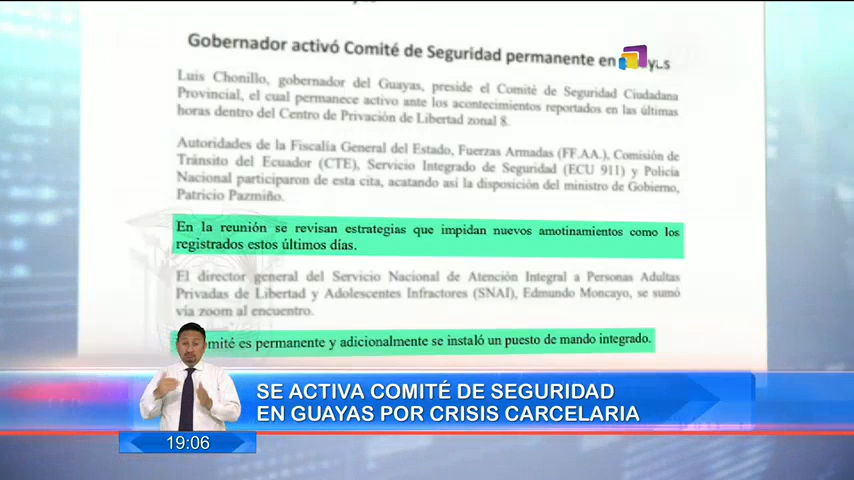 Gobernador activó Comité de Seguridad permanente en
Luis Chonillo, gobernador del Guayas, preside el Comité de Seguridad Ciudadana
Provincial, el cual permanece activo ante los acontecimientos reportados en las últimas
horas dentro del Centro de Privación de Libertad zonal 8.
Autoridades de la Fiscalía General del Estado, Fuerzas Armadas (FF.AA.), Comisión de
Tránsito del Ecuador (CTE), Servicio Integrado de Seguridad (ECU 911) y Policía
Nacional participaron de esta cita, acatando así la disposición del ministro de Gobierno,
Patricio Pazmiño.
En la reunión se revisan estrategias que impidan nuevos amotinamientos como los
registrados estos últimos días.
El director general del Servicio Nacional de Atención Integral a Personas Adultas
Privadas de Libertad y Adolescentes Infractores (SNAI), Edmundo Moncayo, se sumó
vía zoom al encuentro.
es permanente y adicionalmente se instaló un puesto de mando integrado.
SE ACTIVA COMITÉ DE SEGURIDAD
EN GUAYAS POR CRISIS CARCELARIA
19:06